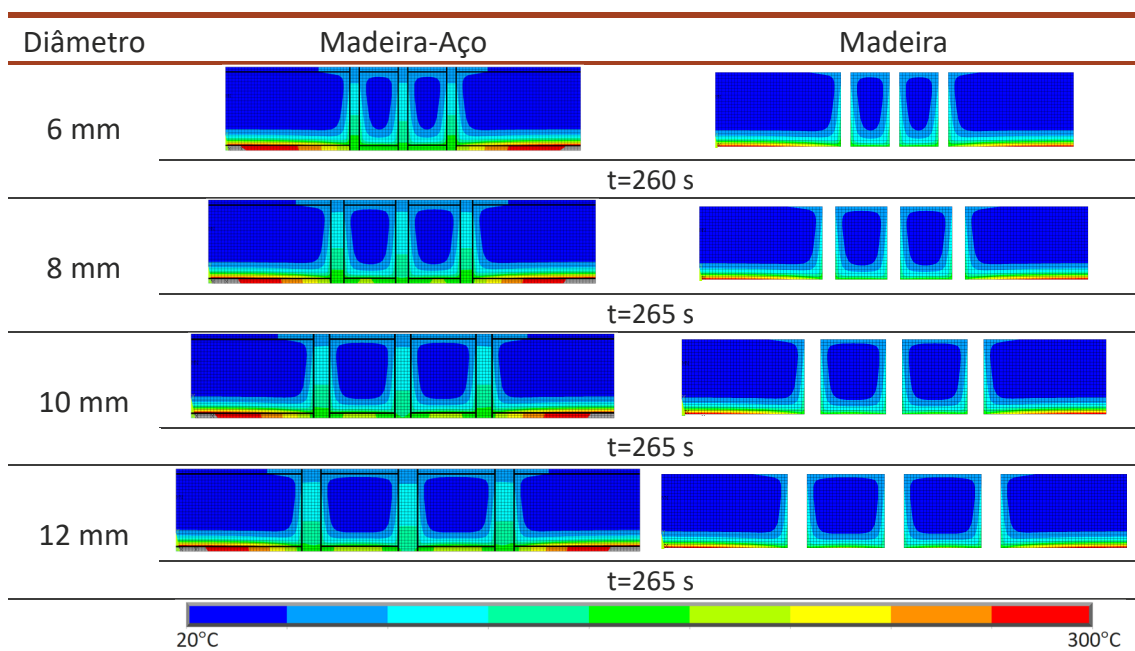 Diâmetro Madeira-Aço Madeira
6 mm
t=260 s
8 mm
t=265 s
10 mm
t=265 s
12 mm
t=265 s
20°C 300°C